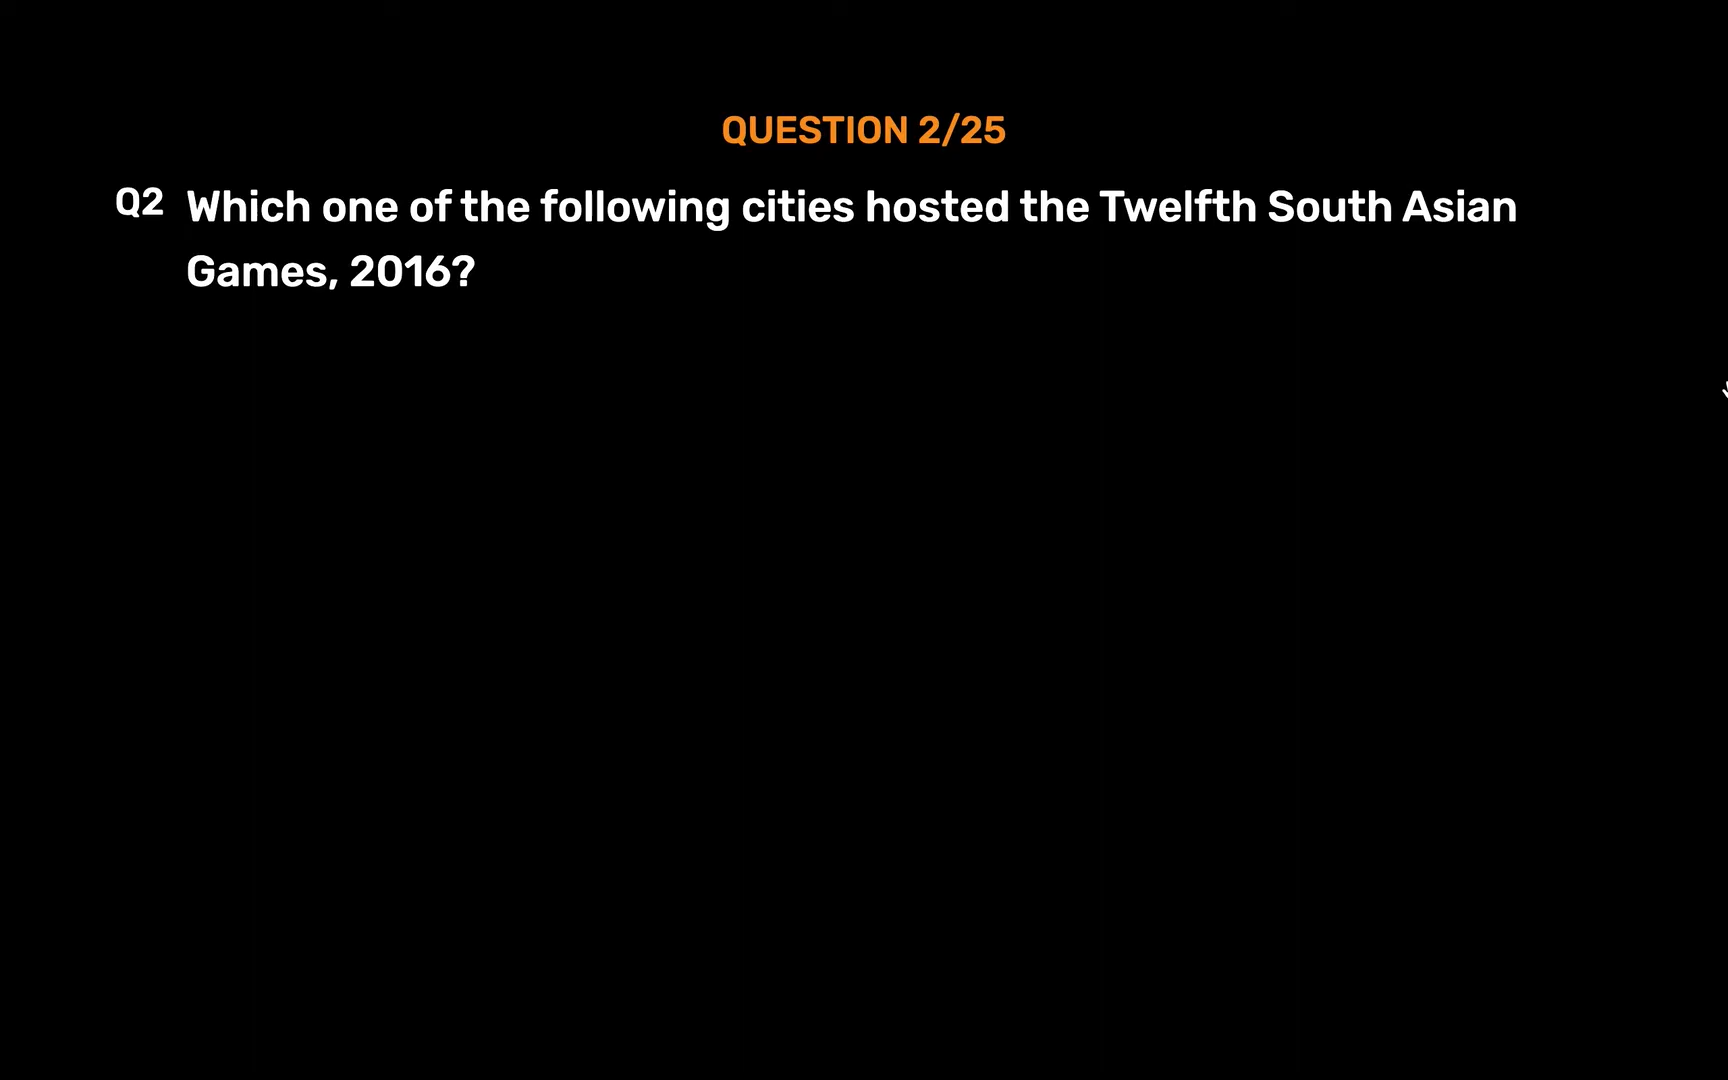 QUESTION 2/25
Q2 Which one of the following cities hosted the Twelfth South Asian
Games, 2016?